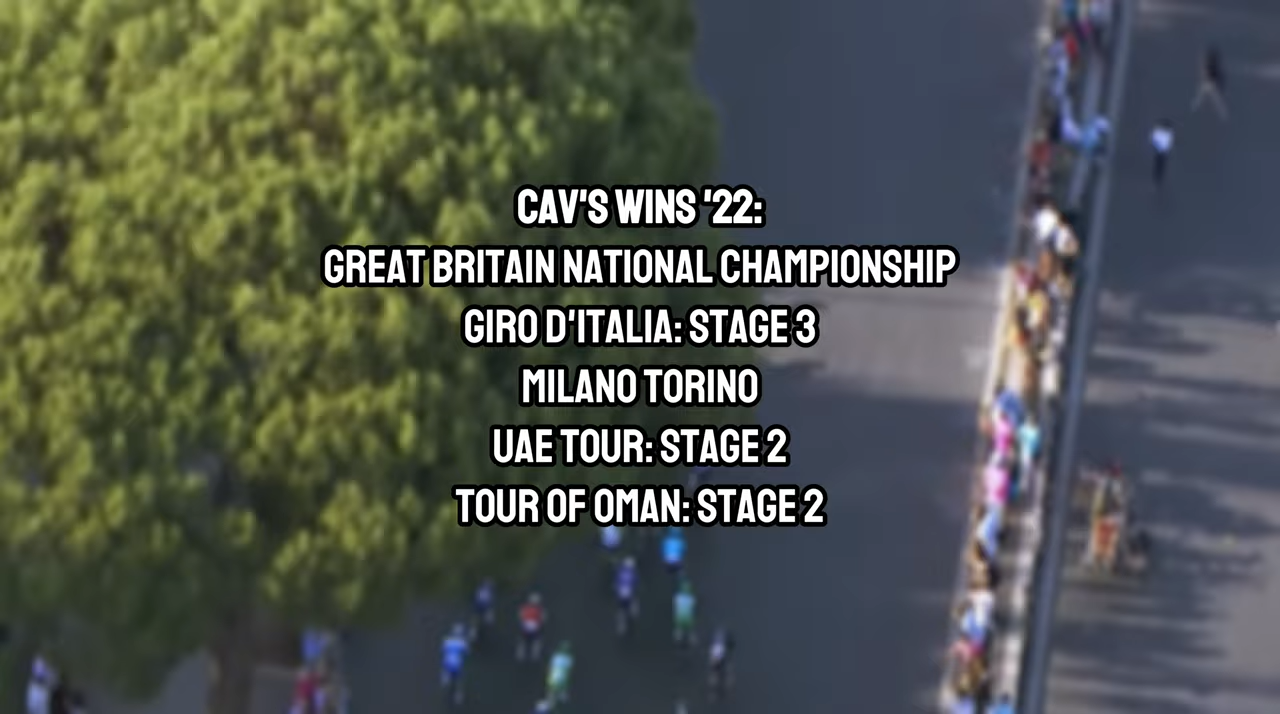 CAV'S WINS '22:
GREAT BRITAIN NATIONAL CHAMPIONSHIP
GIRO D'ITALIA: STAGE 3
MILANO TORINO
UAE TOUR: STAGE 2
TOUR OF OMAN: STAGE 2